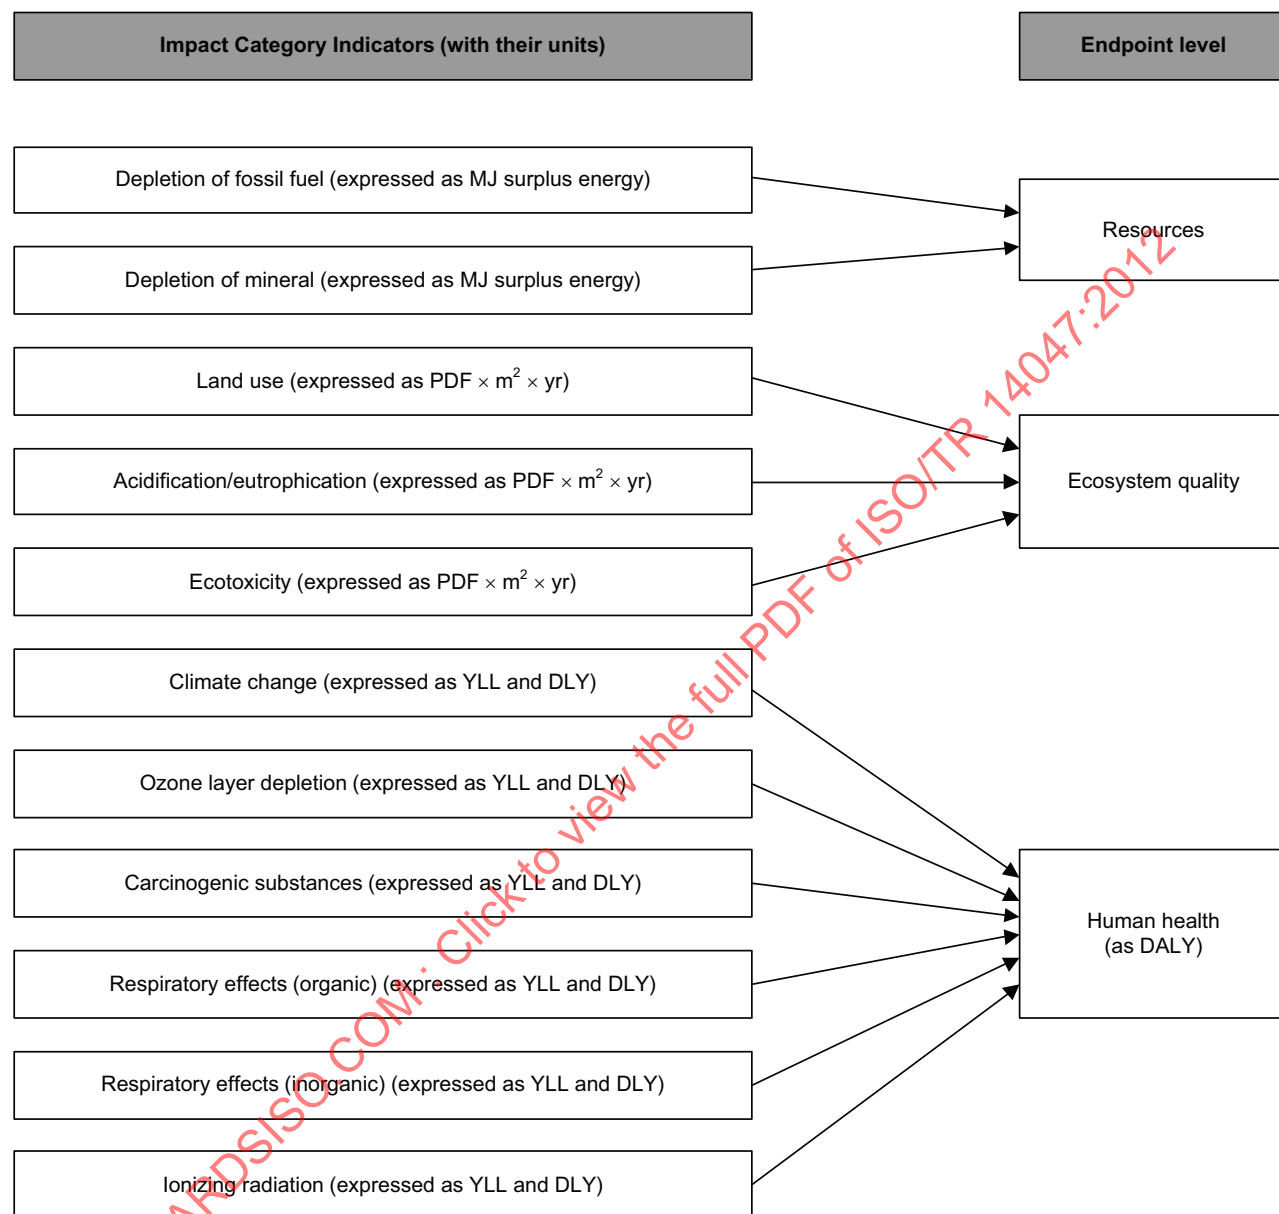 Impact Category Indicators (with their units)
Endpoint level
Depletion of fossil fuel (expressed as MJ surplus energy)
Depletion of mineral (expressed as MJ surplus energy)
Resources
Land use (expressed as PDF × m² × yr)
Acidification/eutrophication (expressed as PDF × m² × yr)
Ecotoxicity (expressed as PDF × m² × yr)
Ecosystem quality
Climate change (expressed as YLL and DLY)
Ozone layer depletion (expressed as YLL and DLY)
Carcinogenic substances (expressed as YLL and DLY)
Respiratory effects (organic) (expressed as YLL and DLY)
Respiratory effects (inorganic) (expressed as YLL and DLY)
Ionizing radiation (expressed as YLL and DLY)
Human health
(as DALY)
ARDSISO.COM : Click to view the full PDF of ISO/TR 14047:2012